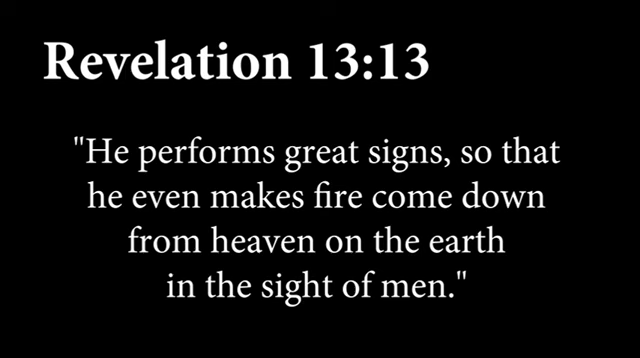 Revelation 13:13
"He performs great signs, so that
he even makes fire come down
from heaven on the earth
in the sight of men."